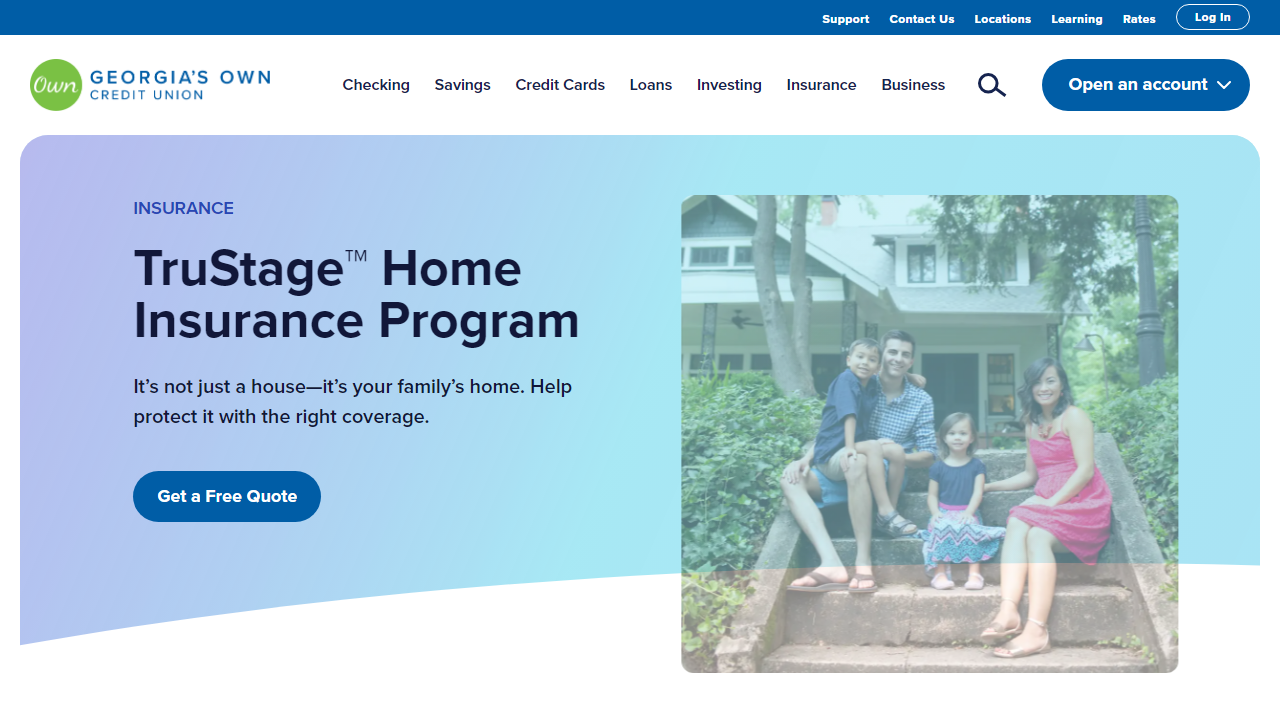 Support Contact Us Locations Learning Rates Log In
Own GEORGIA'S OWN
CREDIT UNION
Checking Savings Credit Cards Loans Investing Insurance Business Open an account
INSURANCE
TruStage™ Home
Insurance Program
It's not just a house—it's your family's home. Help
protect it with the right coverage.
Get a Free Quote